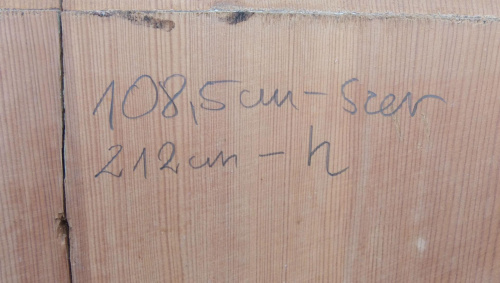 108,5cm – szer
212cm – h